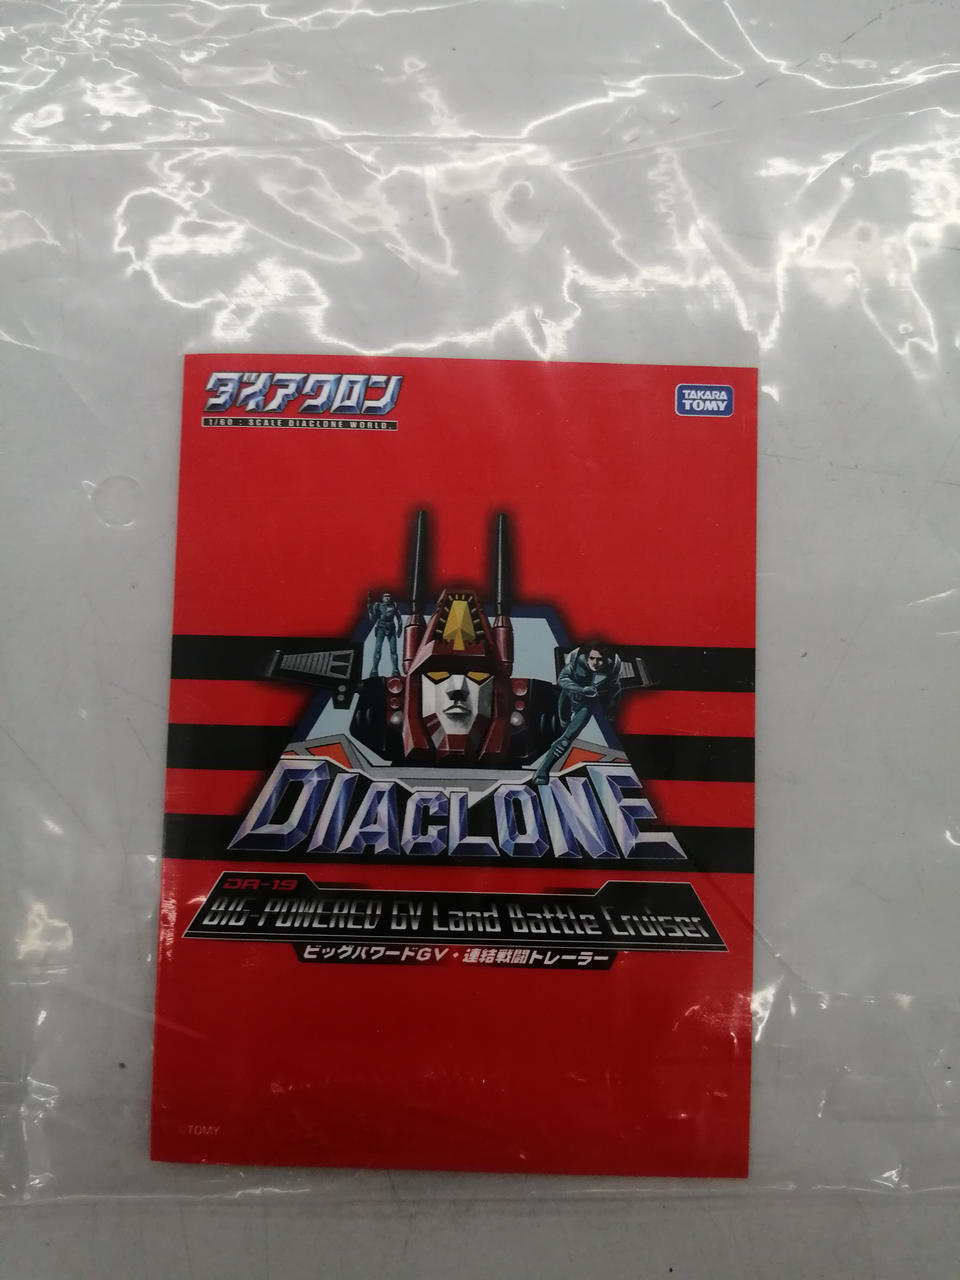 ダイアクロン
1/60 : SCALE DIACLONE WORLD.
TAKARA
TOMY
DIACLONE
DA-19
BIG-POWERED GV Land Battle Cruiser
ビッグパワードGV・連結戦闘トレーラー
©TOMY